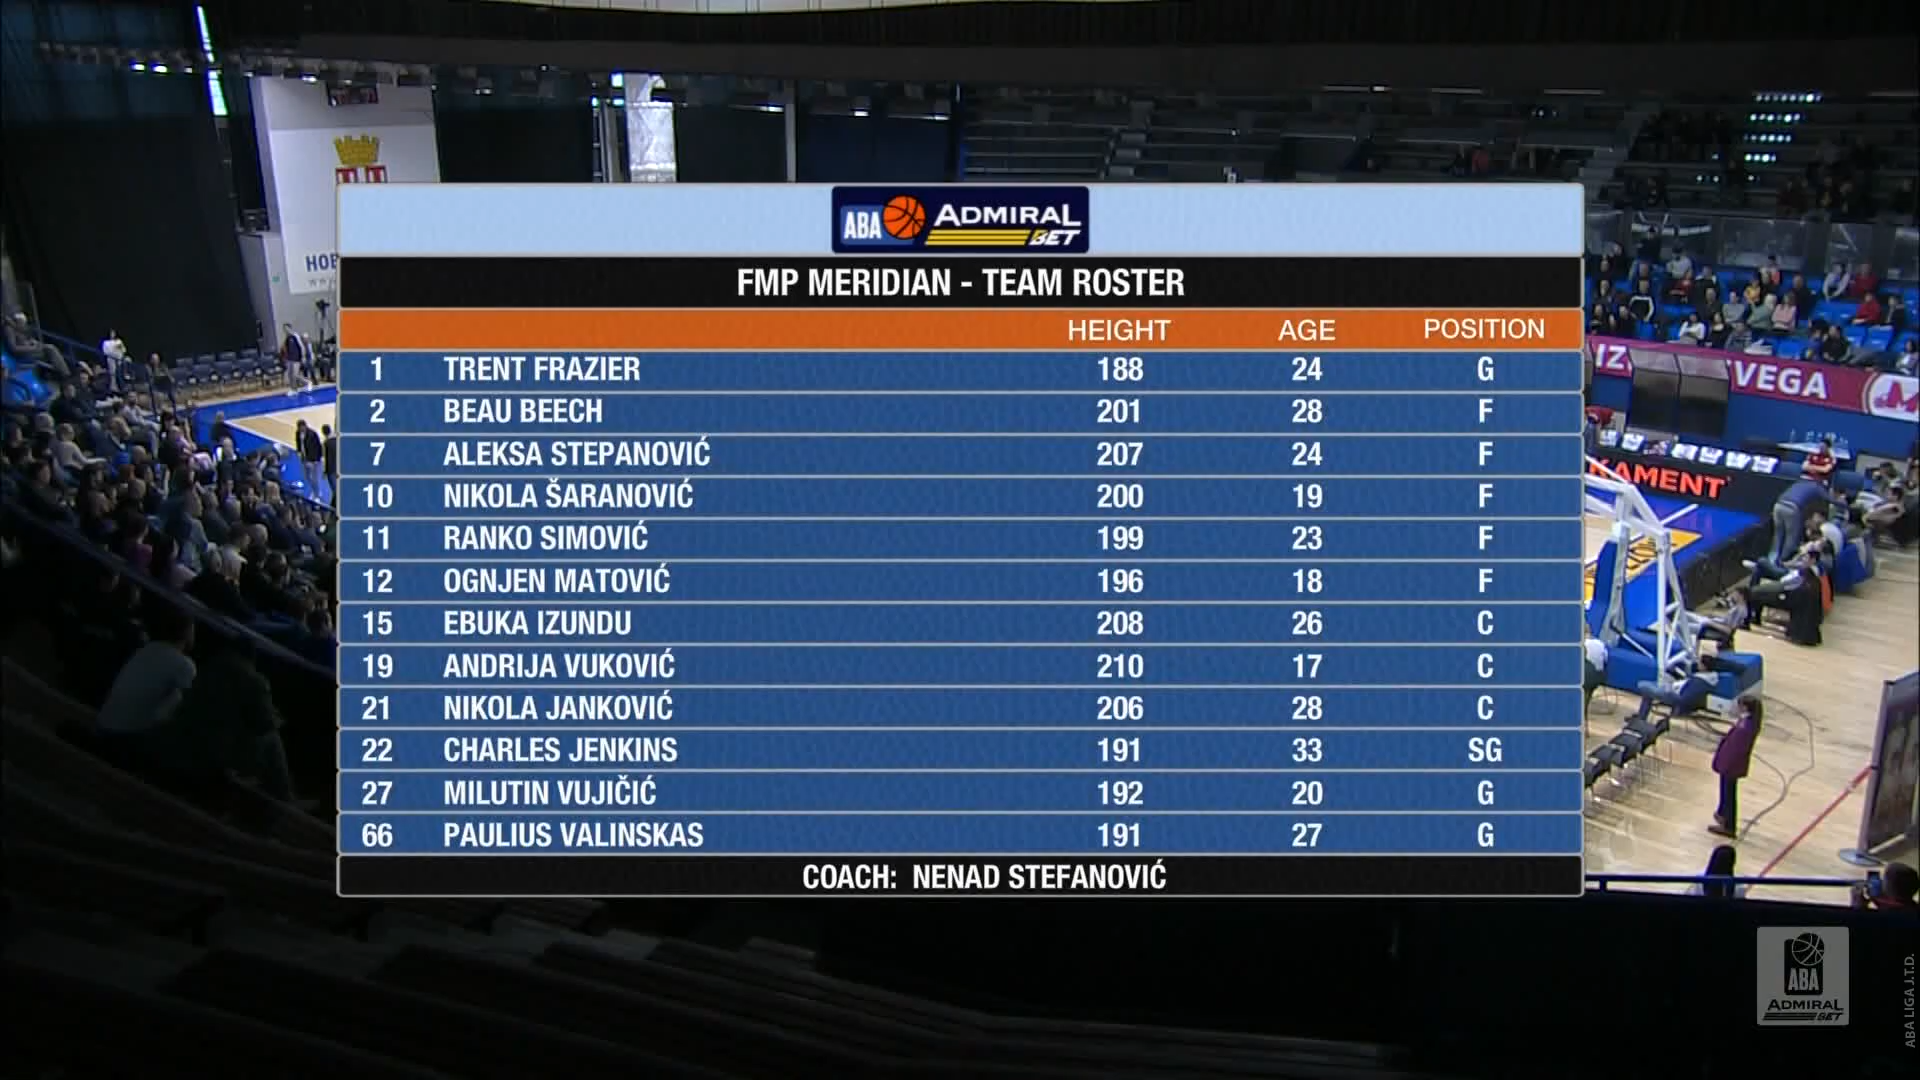 ABA ADMIRAL BET
FMP MERIDIAN - TEAM ROSTER
HEIGHT AGE POSITION
1 TRENT FRAZIER 188 24 G
2 BEAU BEECH 201 28 F
7 ALEKSA STEPANOVIĆ 207 24 F
10 NIKOLA ŠARANOVIĆ 200 19 F
11 RANKO SIMOVIĆ 199 23 F
12 OGNJEN MATOVIĆ 196 18 F
15 EBUKA IZUNDU 208 26 C
19 ANDRIJA VUKOVIĆ 210 17 C
21 NIKOLA JANKOVIĆ 206 28 C
22 CHARLES JENKINS 191 33 SG
27 MILUTIN VUJIČIĆ 192 20 G
66 PAULIUS VALINSKAS 191 27 G
COACH: NENAD STEFANOVIĆ
НОВ
IZ
VEGA
KAMENT
ABA
ADMIRAL
BET
ABA LIGA J.T.D.